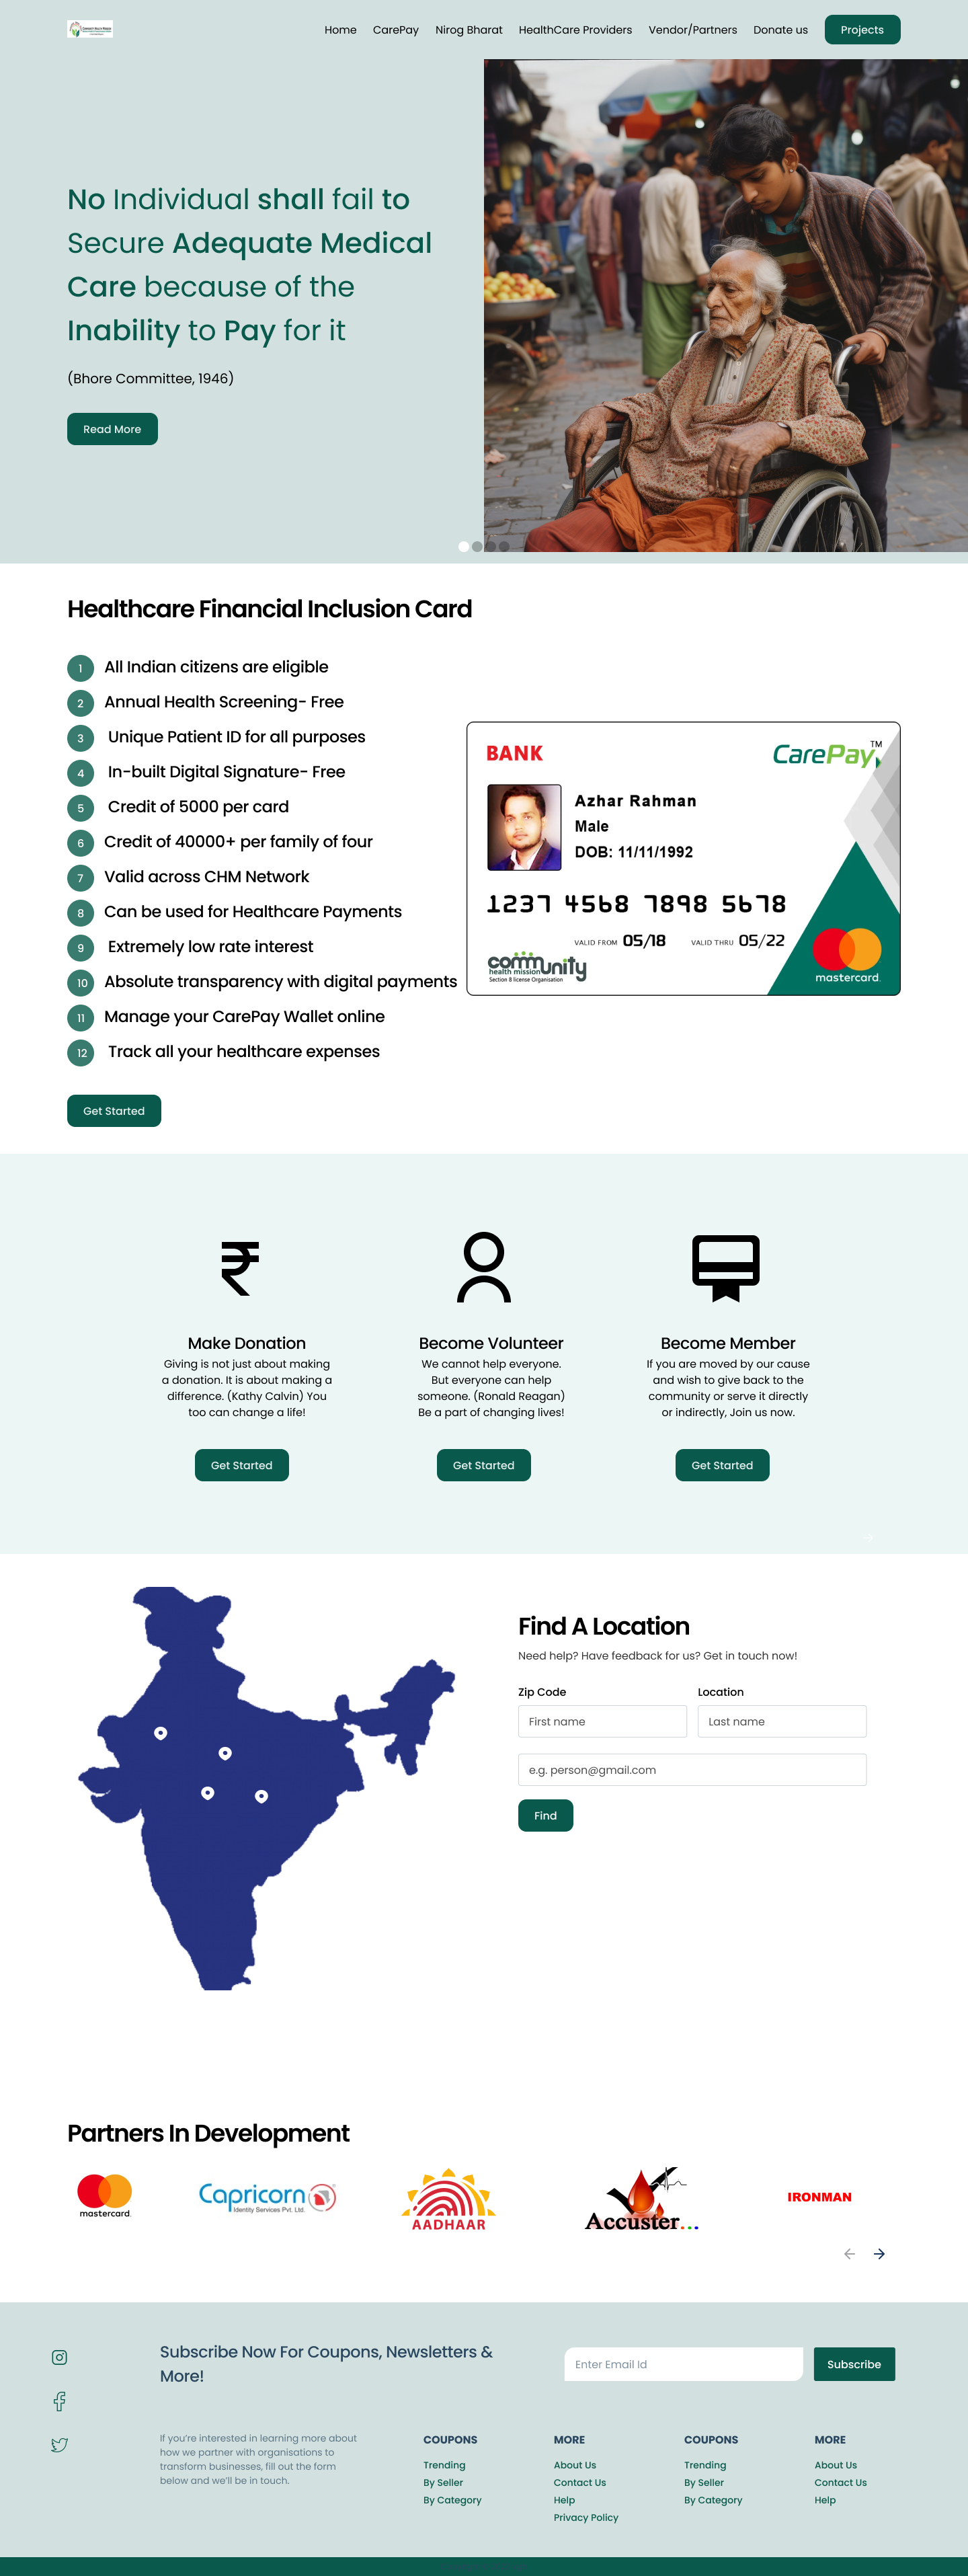 Home CarePay Nirog Bharat HealthCare Providers Vendor/Partners Donate us Projects
No Individual shall fail to
Secure Adequate Medical
Care because of the
Inability to Pay for it
(Bhore Committee, 1946)
Read More
Healthcare Financial Inclusion Card
1 All Indian citizens are eligible
2 Annual Health Screening- Free
3 Unique Patient ID for all purposes
4 In-built Digital Signature- Free
5 Credit of 5000 per card
6 Credit of 40000+ per family of four
7 Valid across CHM Network
8 Can be used for Healthcare Payments
9 Extremely low rate interest
10 Absolute transparency with digital payments
11 Manage your CarePay Wallet online
12 Track all your healthcare expenses
Get Started
BANK CarePay TM
Azhar Rahman
Male
DOB: 11/11/1992
1237 4568 7898 5678
VALID FROM 05/18 VALID THRU 05/22
community
health mission
Section 8 license Organisation
mastercard.
₹
Make Donation
Giving is not just about making
a donation. It is about making a
difference. (Kathy Calvin) You
too can change a life!
Get Started
Become Volunteer
We cannot help everyone.
But everyone can help
someone. (Ronald Reagan)
Be a part of changing lives!
Get Started
Become Member
If you are moved by our cause
and wish to give back to the
community or serve it directly
or indirectly, Join us now.
Get Started
Find A Location
Need help? Have feedback for us? Get in touch now!
Zip Code Location
First name Last name
e.g. person@gmail.com
Find
Partners In Development
mastercard.
Capricorn
Identity Services Pvt. Ltd.
AADHAAR
Accuster...
IRONMAN
Subscribe Now For Coupons, Newsletters &
More!
Enter Email Id Subscribe
If you're interested in learning more about
how we partner with organisations to
transform businesses, fill out the form
below and we'll be in touch.
COUPONS
Trending
By Seller
By Category
MORE
About Us
Contact Us
Help
Privacy Policy
COUPONS
Trending
By Seller
By Category
MORE
About Us
Contact Us
Help